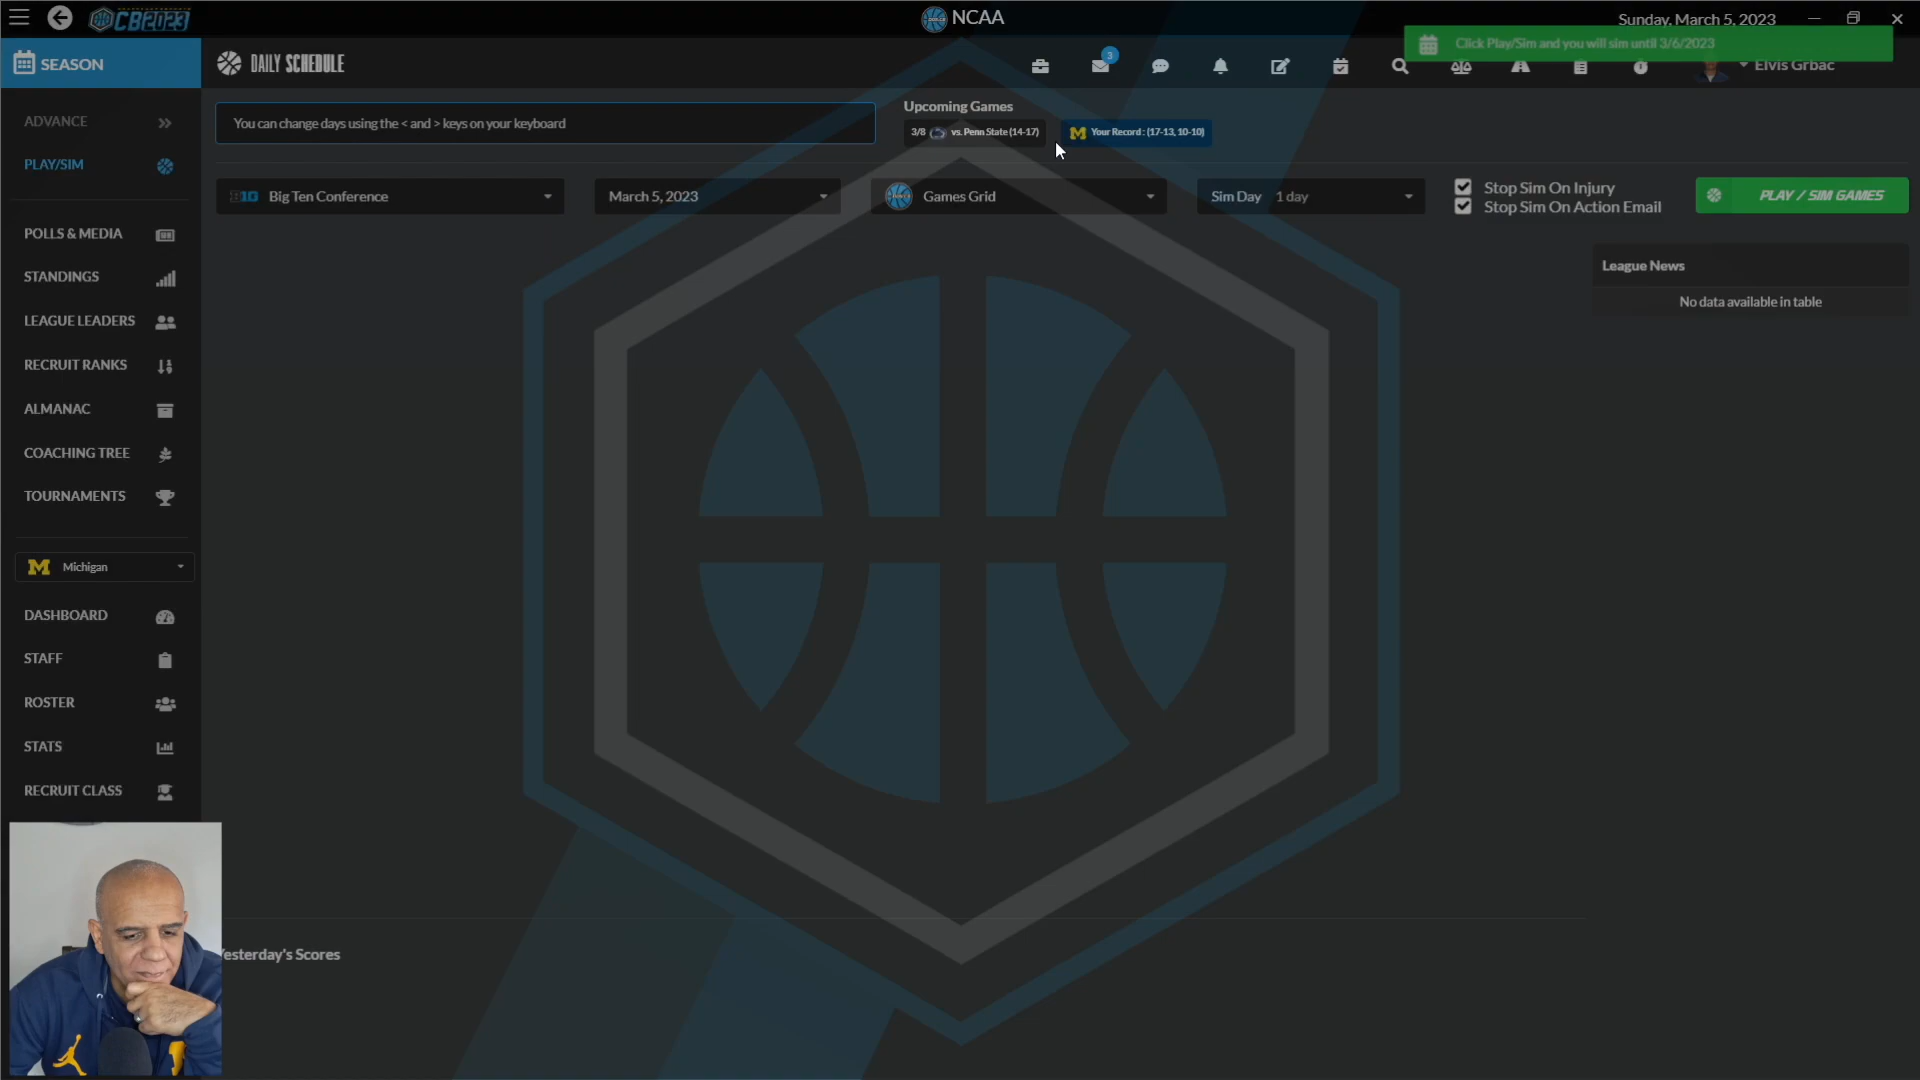 CB2023
NCAA
Sunday, March 5, 2023
SEASON
DAILY SCHEDULE
3
Click Play/Sim and you will sim until 3/6/2023
Elvis Grbac
ADVANCE
PLAY/SIM
POLLS & MEDIA
STANDINGS
LEAGUE LEADERS
RECRUIT RANKS
ALMANAC
COACHING TREE
TOURNAMENTS
Michigan
DASHBOARD
STAFF
ROSTER
STATS
RECRUIT CLASS
You can change days using the < and > keys on your keyboard
Upcoming Games
3/8 vs. Penn State (14-17)
Your Record : (17-13, 10-10)
Big Ten Conference
March 5, 2023
Games Grid
Sim Day 1 day
Stop Sim On Injury
Stop Sim On Action Email
PLAY / SIM GAMES
League News
No data available in table
Yesterday's Scores